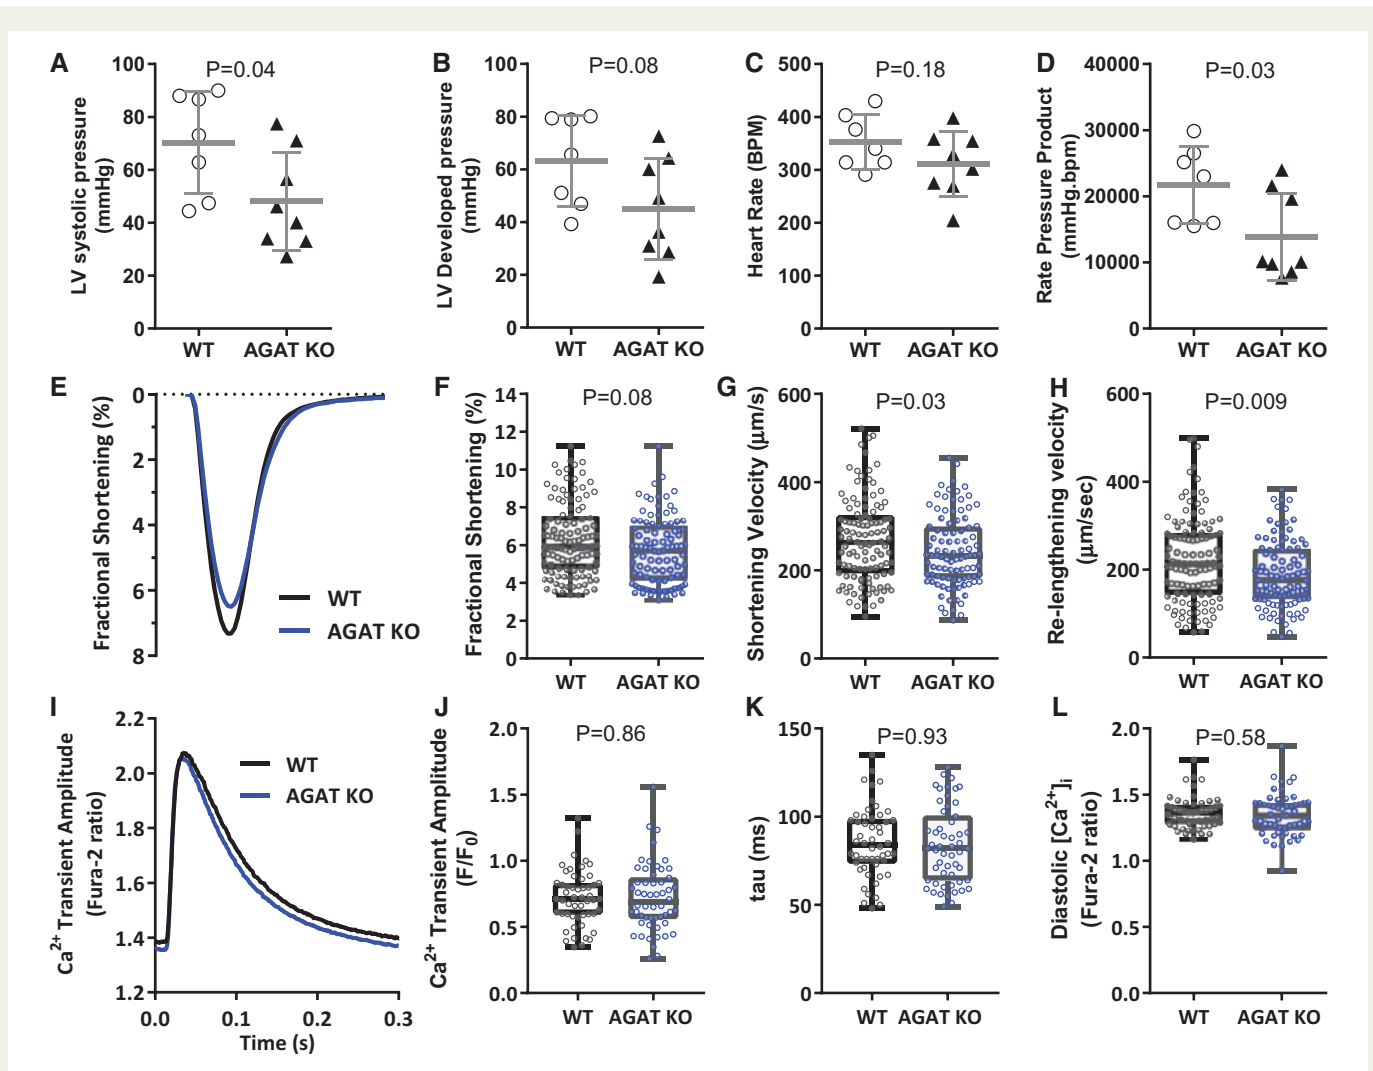 A
LV systolic pressure
(mmHg)
100
80
60
40
20
0
P=0.04
WT
AGAT KO
B
LV Developed pressure
(mmHg)
100
80
60
40
20
0
P=0.08
WT
AGAT KO
C
Heart Rate (BPM)
500
400
300
200
100
0
P=0.18
WT
AGAT KO
D
Rate Pressure Product
(mmHg.bpm)
40000
30000
20000
10000
0
P=0.03
WT
AGAT KO
E
Fractional Shortening (%)
0
2
4
6
8
WT
AGAT KO
F
Fractional Shortening (%)
14
12
10
8
6
4
2
0
P=0.08
WT
AGAT KO
G
Shortening Velocity (µm/s)
600
400
200
0
P=0.03
WT
AGAT KO
H
Re-lengthening velocity
(µm/sec)
600
400
200
0
P=0.009
WT
AGAT KO
I
Ca2+ Transient Amplitude
(Fura-2 ratio)
2.2
2.0
1.8
1.6
1.4
1.2
WT
AGAT KO
0.0
0.1
0.2
0.3
Time (s)
J
Ca2+ Transient Amplitude
(F/F0)
2.0
1.5
1.0
0.5
0.0
P=0.86
WT
AGAT KO
K
tau (ms)
150
100
50
0
P=0.93
WT
AGAT KO
L
Diastolic [Ca2+]i
(Fura-2 ratio)
2.0
1.5
1.0
0.5
0.0
P=0.58
WT
AGAT KO